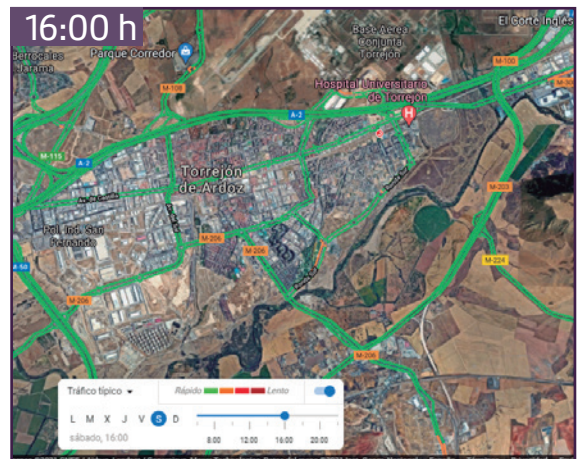 16:00 h
El Corte Inglés
Base Aérea
Conjunta
Torrejón
Berrocales
Jarama
Parque Corredor
M-100
Hospital Universitario
de Torrejón
M-108
A-2
M-115
A-2
Torrejón
de Ardoz
M-203
Pol. Ind. San
Fernando
M-206
M-206
M-224
M-50
M-206
M-206
Tráfico típico
Rápido
Lento
L M X J V S D
sábado, 16:00
8:00 12:00 16:00 20:00